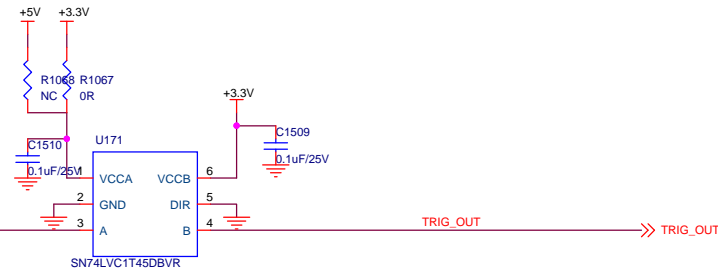 +5V +3.3V
R1068 R1067
NC 0R
+3.3V
C1510 U171 C1509
0.1uF/25V 0.1uF/25V
1 VCCA VCCB 6
2 GND DIR 5
3 A B 4
TRIG_OUT TRIG_OUT
SN74LVC1T45DBVR